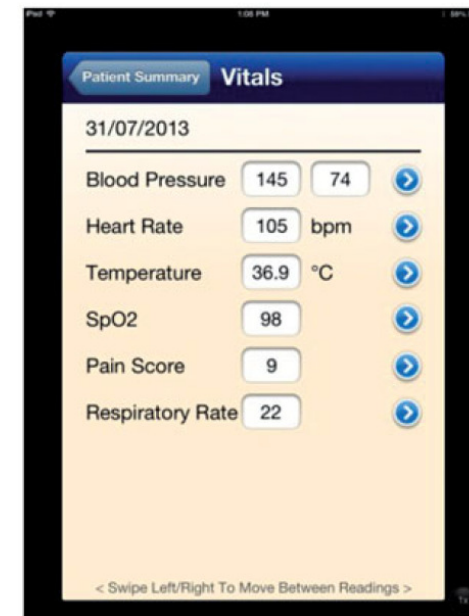 iPad 1:08 PM
Patient Summary Vitals
31/07/2013
Blood Pressure 145 74
Heart Rate 105 bpm
Temperature 36.9 °C
SpO2 98
Pain Score 9
Respiratory Rate 22
< Swipe Left/Right To Move Between Readings >